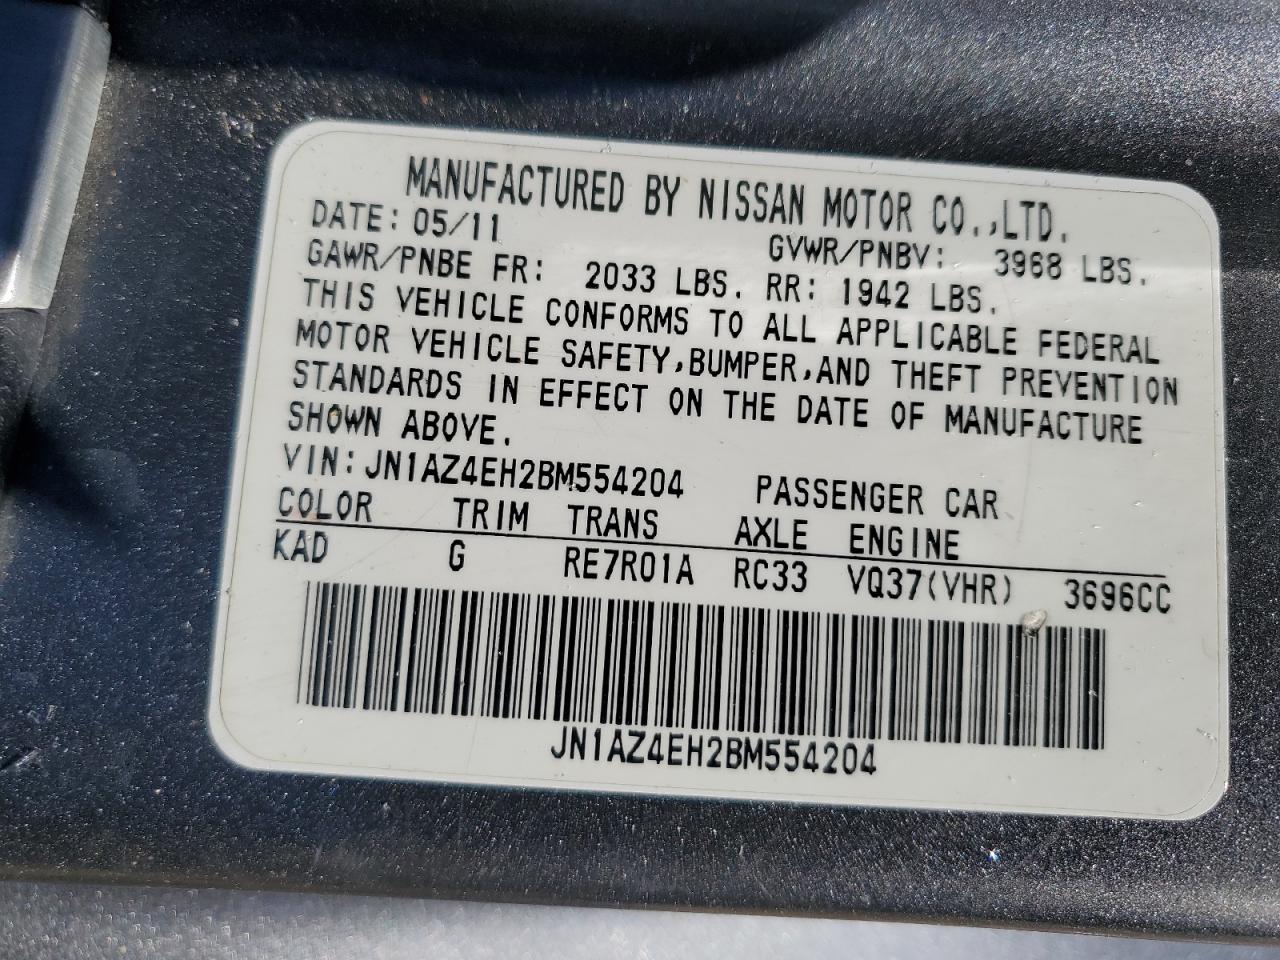 MANUFACTURED BY NISSAN MOTOR CO.,LTD.
DATE: 05/11 GVWR/PNBV: 3968 LBS.
GAWR/PNBE FR: 2033 LBS. RR: 1942 LBS.
THIS VEHICLE CONFORMS TO ALL APPLICABLE FEDERAL
MOTOR VEHICLE SAFETY,BUMPER,AND THEFT PREVENTION
STANDARDS IN EFFECT ON THE DATE OF MANUFACTURE
SHOWN ABOVE.
VIN: JN1AZ4EH2BM554204 PASSENGER CAR
COLOR TRIM TRANS AXLE ENGINE
KAD G RE7R01A RC33 VQ37(VHR) 3696CC
JN1AZ4EH2BM554204